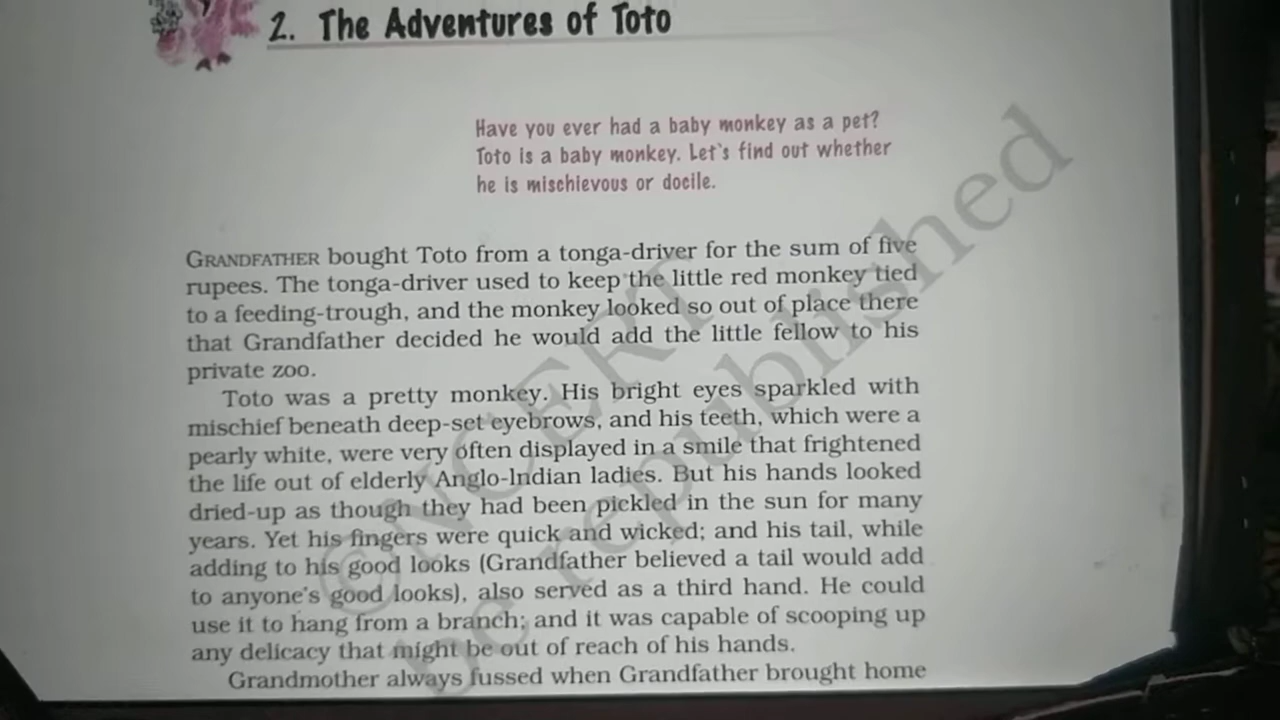 2. The Adventures of Toto
Have you ever had a baby monkey as a pet?
Toto is a baby monkey. Let's find out whether
he is mischievous or docile.
GRANDFATHER bought Toto from a tonga-driver for the sum of five
rupees. The tonga-driver used to keep the little red monkey tied
to a feeding-trough, and the monkey looked so out of place there
that Grandfather decided he would add the little fellow to his
private zoo.
Toto was a pretty monkey. His bright eyes sparkled with
mischief beneath deep-set eyebrows, and his teeth, which were a
pearly white, were very often displayed in a smile that frightened
the life out of elderly Anglo-Indian ladies. But his hands looked
dried-up as though they had been pickled in the sun for many
years. Yet his fingers were quick and wicked; and his tail, while
adding to his good looks (Grandfather believed a tail would add
to anyone's good looks), also served as a third hand. He could
use it to hang from a branch; and it was capable of scooping up
any delicacy that might be out of reach of his hands.
Grandmother always fussed when Grandfather brought home
©NCERT
be republished